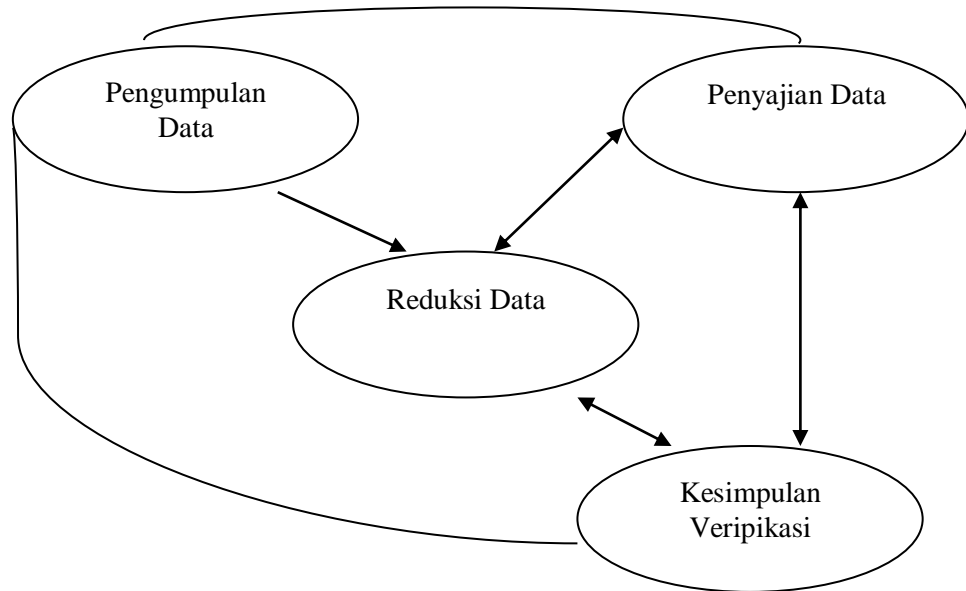 Pengumpulan
Data
Penyajian Data
Reduksi Data
Kesimpulan
Veripikasi